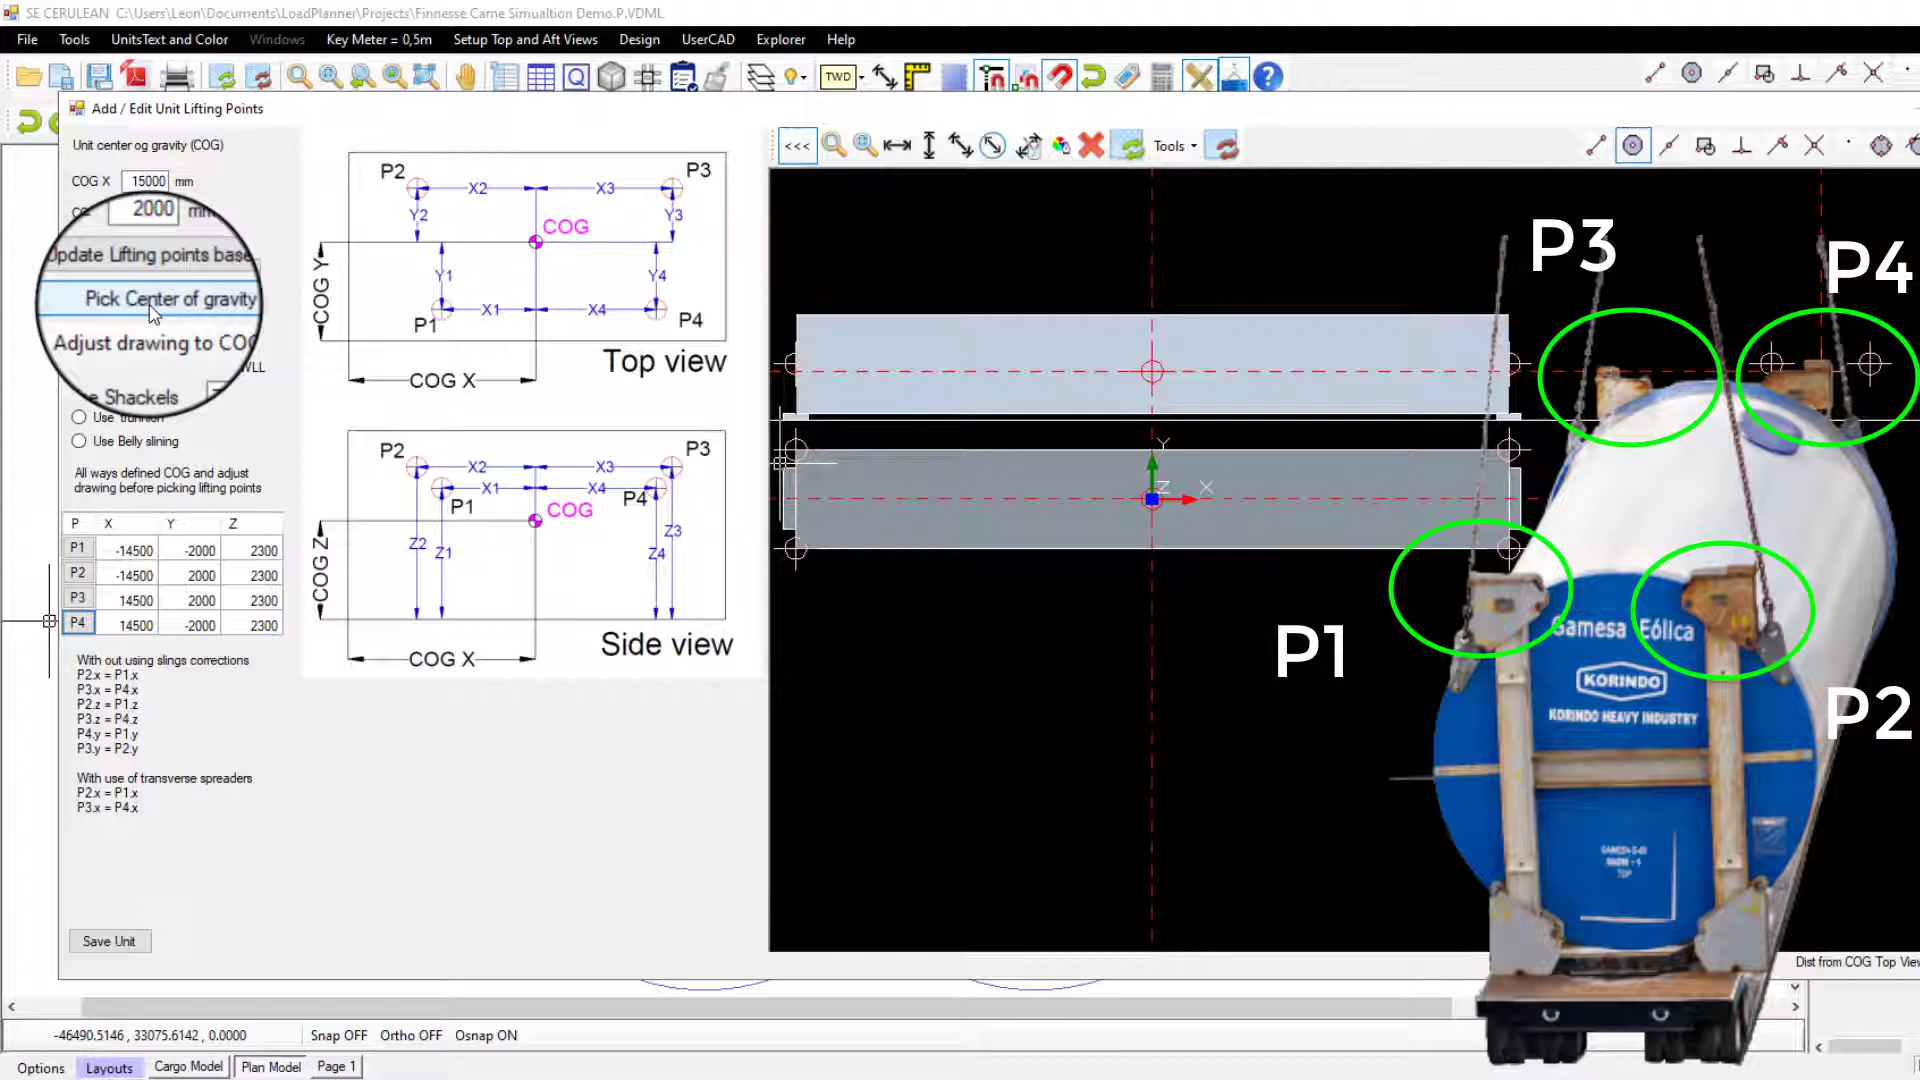 SE CERULEAN C:\Users\Leon\Documents\LoadPlanner\Projects\Finnesse Carne Simualtion Demo.P.VDML
File Tools UnitsText and Color Windows Key Meter = 0,5m Setup Top and Aft Views Design UserCAD Explorer Help
TWD
Add / Edit Unit Lifting Points
Unit center og gravity (COG)
COG X 15000 mm
2000
Update Lifting points base
Pick Center of gravity
Adjust drawing to COG
Shackels
Use
Use Belly slining
All ways defined COG and adjust
drawing before picking lifting points
P X Y Z
P1 -14500 -2000 2300
P2 -14500 2000 2300
P3 14500 2000 2300
P4 14500 -2000 2300
With out using slings corrections
P2.x = P1.x
P3.x = P4.x
P2.z = P1.z
P3.z = P4.z
P4.y = P1.y
P3.y = P2.y
With use of transverse spreaders
P2.x = P1.x
P3.x = P4.x
Save Unit
P2 X2 X3 P3
Y2 COG Y3
COG Y Y1 Y4
P1 X1 X4 P4
Top view
COG X
P2 X2 X3 P3
P1 X1 X4 P4
COG
COG Z Z2 Z1 Z4 Z3
Side view
COG X
<<< Tools
Y
Z X
P3
P4
P1
P2
Gamesa Eólica
KORINDO
KORINDO HEAVY INDUSTRY
TOP
Dist from COG Top View
-46490.5146 , 33075.6142 , 0.0000 Snap OFF Ortho OFF Osnap ON
Options Layouts Cargo Model Plan Model Page 1